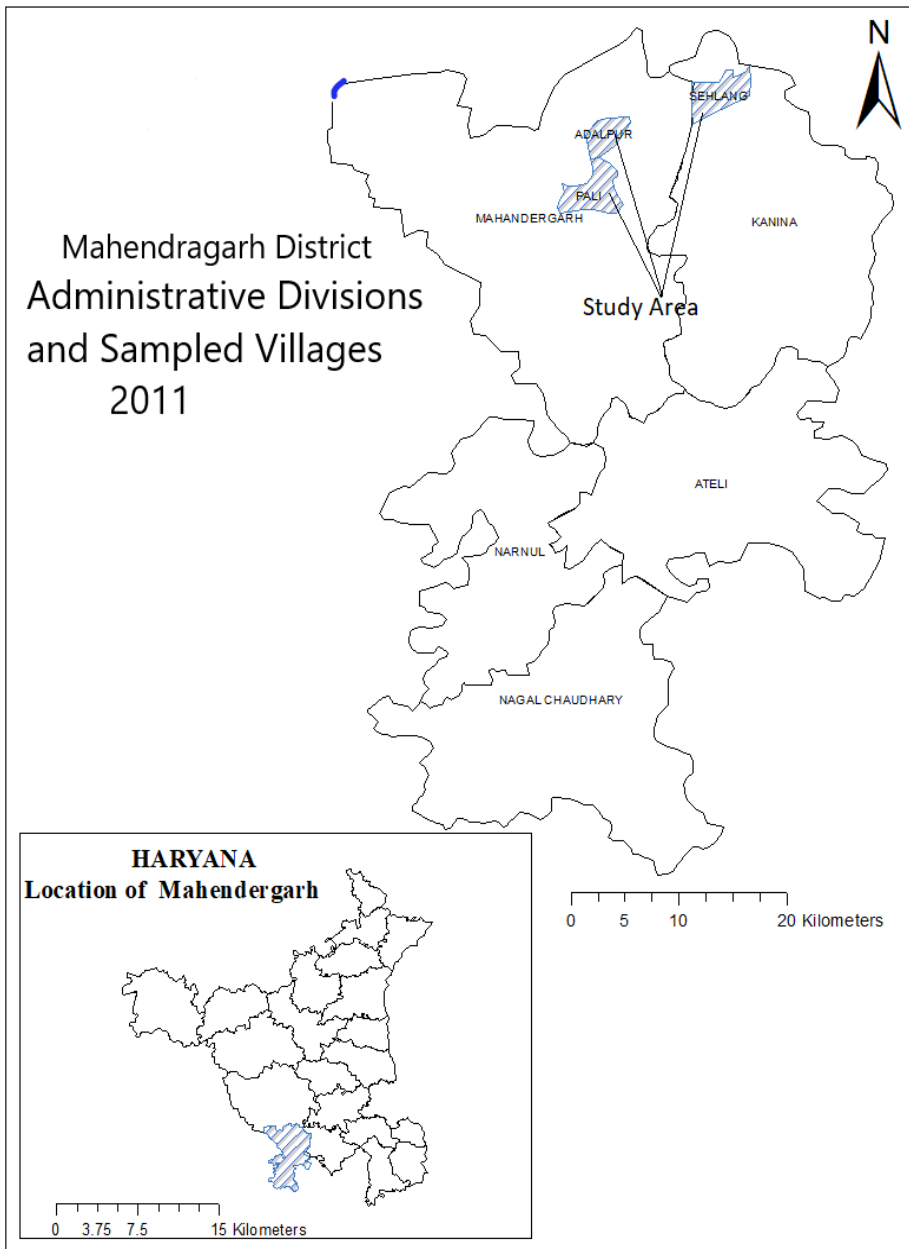 N
SEHLANG
ADALPUR
PALI
MAHANDERGARH
KANINA
Mahendragarh District
Administrative Divisions
and Sampled Villages
2011
Study Area
ATELI
NARNUL
NAGAL CHAUDHARY
HARYANA
Location of Mahendergarh
0 5 10 20 Kilometers
0 3.75 7.5 15 Kilometers